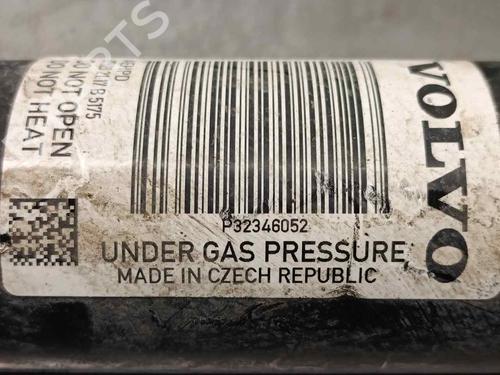 P32346052
UNDER GAS PRESSURE
MADE IN CZECH REPUBLIC
VOLVO
DO NOT OPEN
DO NOT HEAT